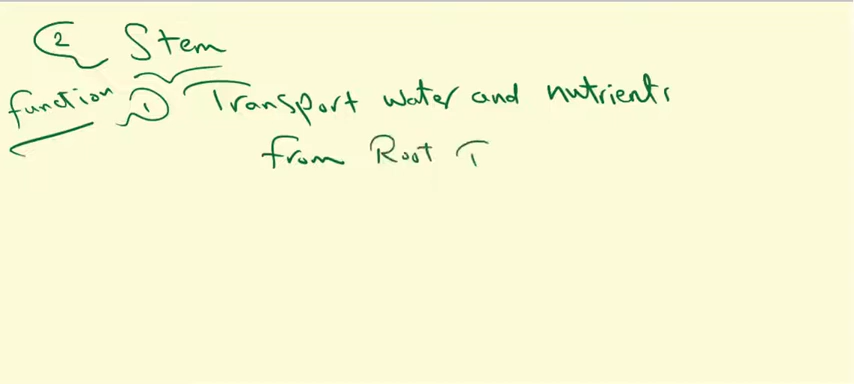 2 Stem
function 1 Transport water and nutrients
from Root T